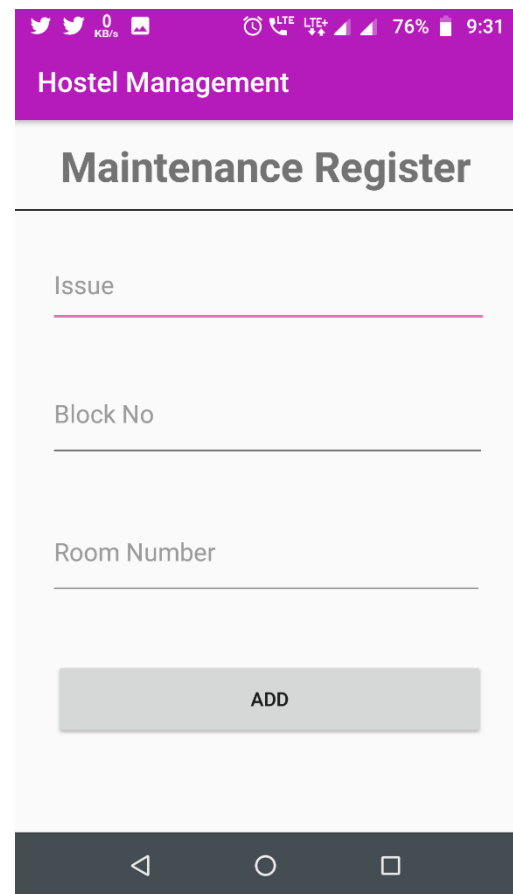 0 KB/s LTE LTE+ 76% 9:31
Hostel Management
Maintenance Register
Issue
Block No
Room Number
ADD